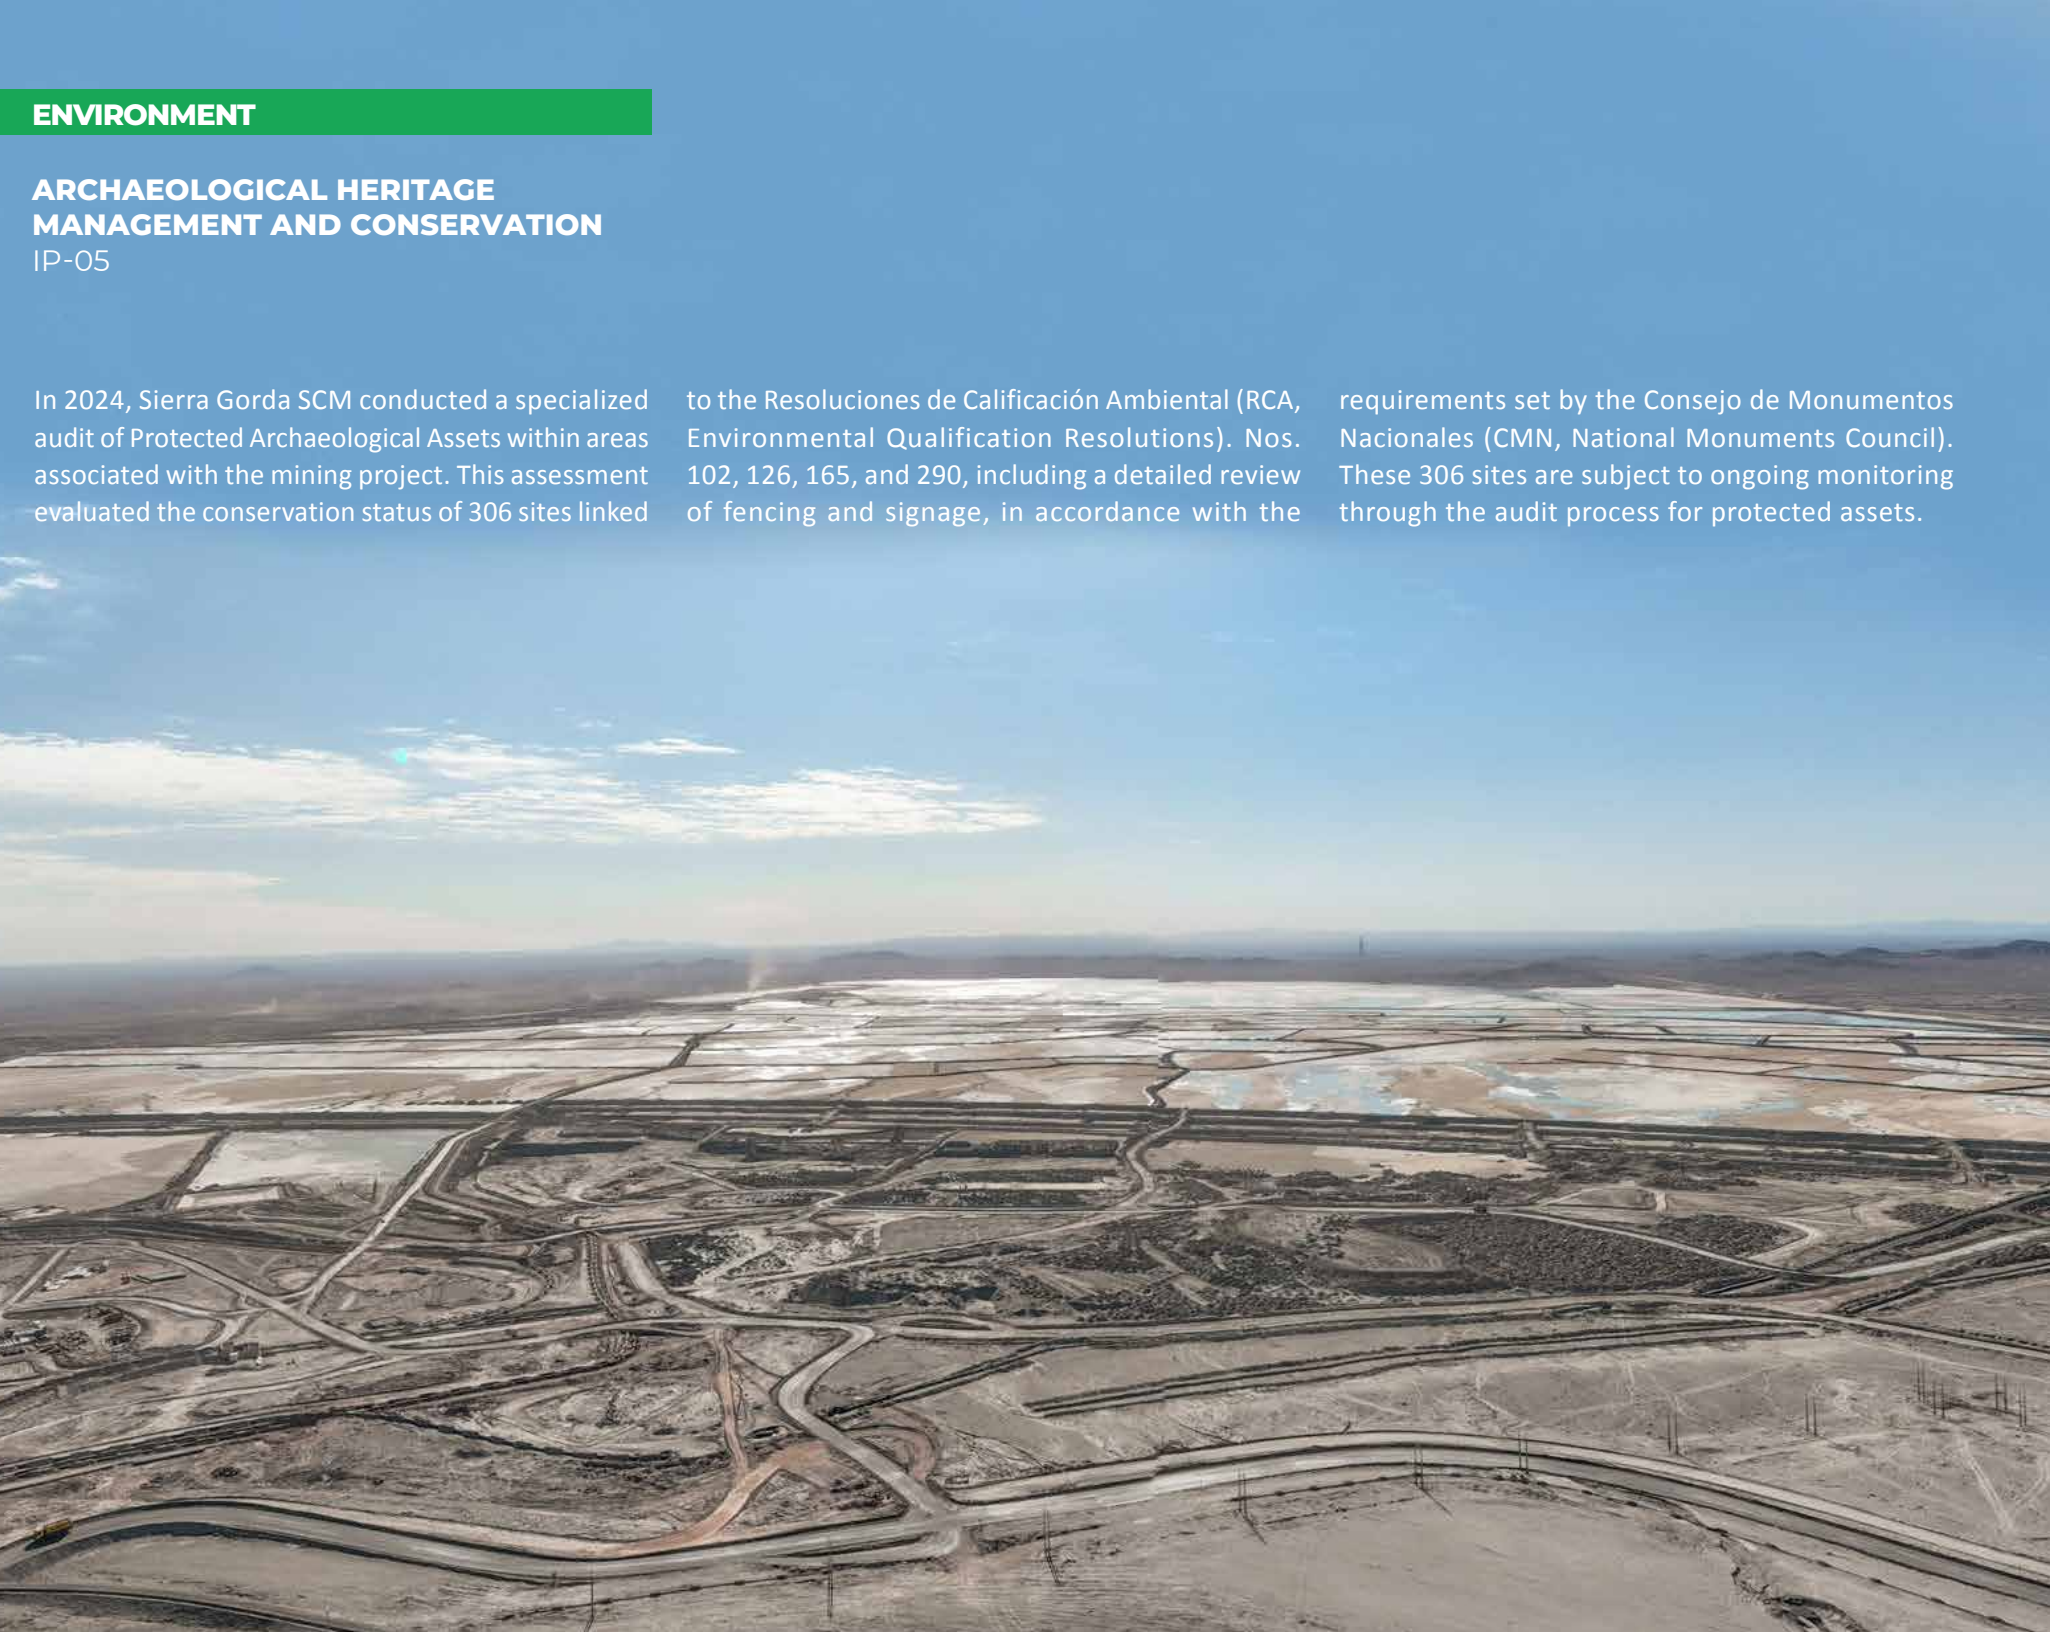 ENVIRONMENT
ARCHAEOLOGICAL HERITAGE
MANAGEMENT AND CONSERVATION
IP-05
In 2024, Sierra Gorda SCM conducted a specialized
audit of Protected Archaeological Assets within areas
associated with the mining project. This assessment
evaluated the conservation status of 306 sites linked
to the Resoluciones de Calificación Ambiental (RCA,
Environmental Qualification Resolutions). Nos.
102, 126, 165, and 290, including a detailed review
of fencing and signage, in accordance with the
requirements set by the Consejo de Monumentos
Nacionales (CMN, National Monuments Council).
These 306 sites are subject to ongoing monitoring
through the audit process for protected assets.